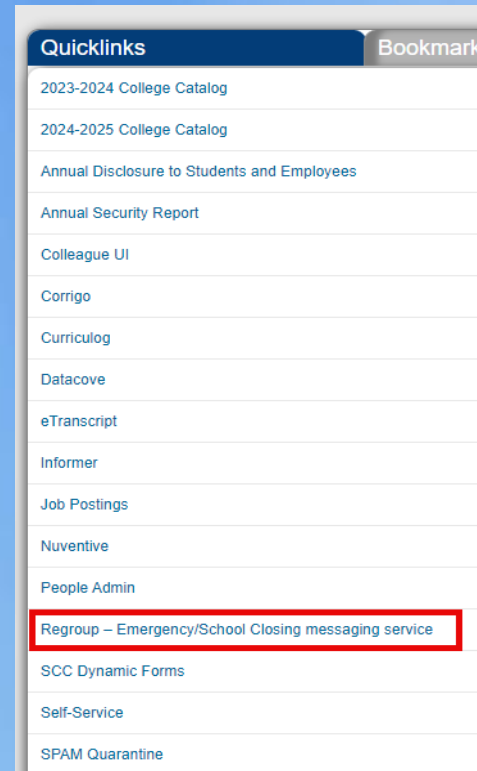 Quicklinks
Bookmark
2023-2024 College Catalog
2024-2025 College Catalog
Annual Disclosure to Students and Employees
Annual Security Report
Colleague UI
Corrigo
Curriculog
Datacove
eTranscript
Informer
Job Postings
Nuventive
People Admin
Regroup – Emergency/School Closing messaging service
SCC Dynamic Forms
Self-Service
SPAM Quarantine